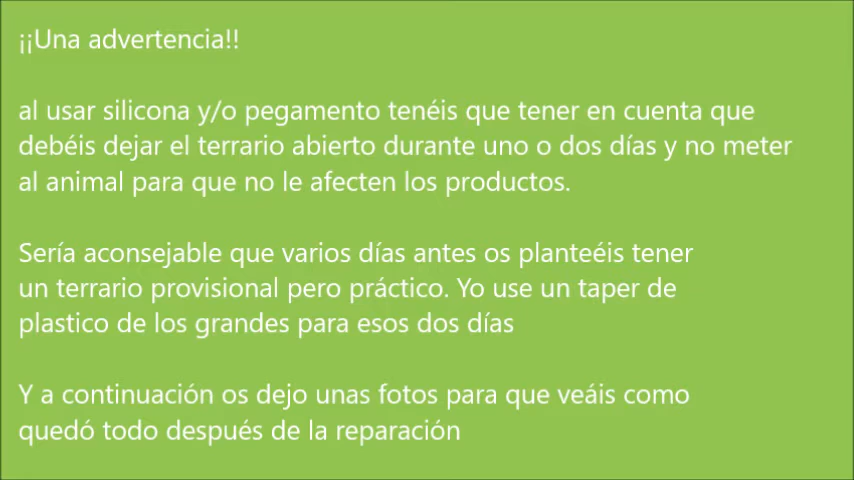 ¡¡Una advertencia!!
al usar silicona y/o pegamento tenéis que tener en cuenta que
debéis dejar el terrario abierto durante uno o dos días y no meter
al animal para que no le afecten los productos.
Sería aconsejable que varios días antes os planteéis tener
un terrario provisional pero práctico. Yo use un taper de
plastico de los grandes para esos dos días
Y a continuación os dejo unas fotos para que veáis como
quedó todo después de la reparación